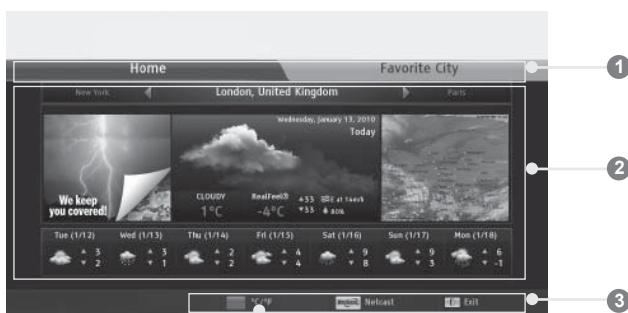 Home Favorite City 1
New York London, United Kingdom Paris
Wednesday, January 13, 2010
Today
We keep
you covered!
CLOUDY RealFeel®
1°C -4°C
80%
Tue (1/12) Wed (1/13) Thu (1/14) Fri (1/15) Sat (1/16) Sun (1/17) Mon (1/18)
3 3 2 4 9 9 6
2 1 2 4 8 3 -1
2
°C/°F Netcast Exit
3